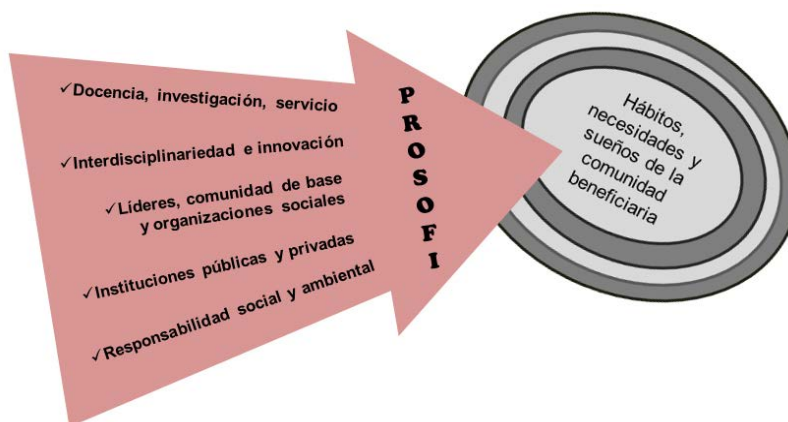 ✓Docencia, investigación, servicio
✓Interdisciplinariedad e innovación
✓Líderes, comunidad de base
y organizaciones sociales
✓Instituciones públicas y privadas
✓Responsabilidad social y ambiental
PROSOFI
Hábitos,
necesidades y
sueños de la
comunidad
beneficiaria